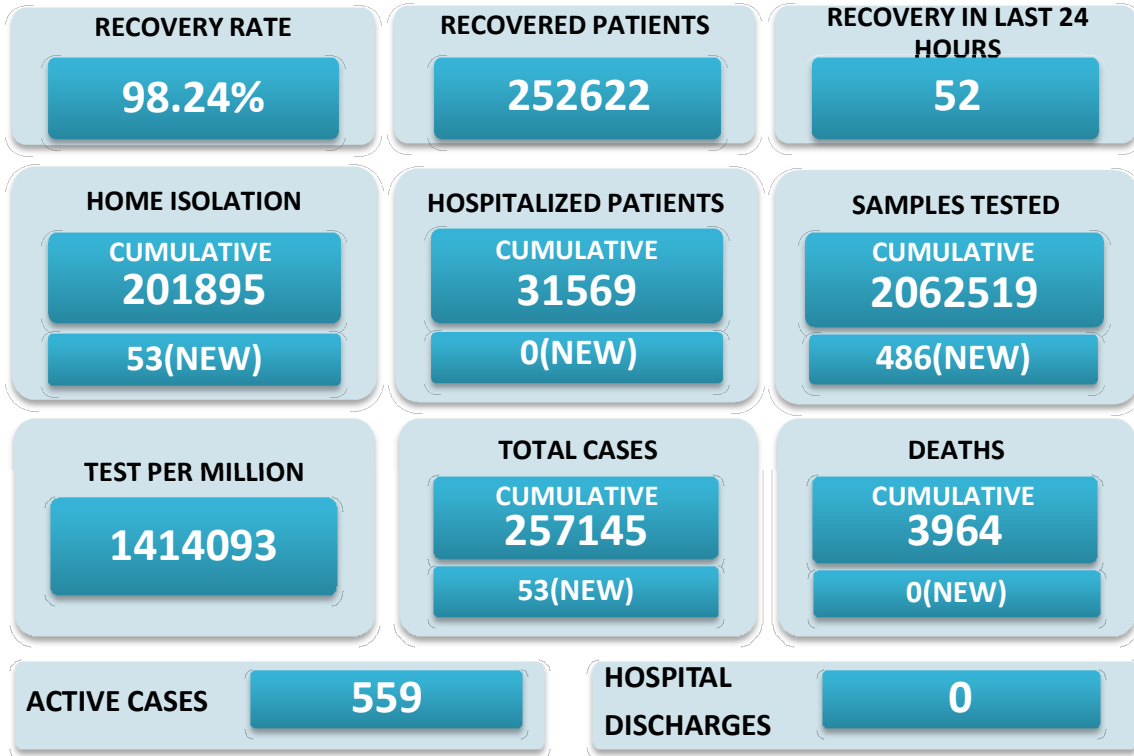 RECOVERY RATE
98.24%
RECOVERED PATIENTS
252622
RECOVERY IN LAST 24
HOURS
52
HOME ISOLATION
CUMULATIVE
201895
53(NEW)
HOSPITALIZED PATIENTS
CUMULATIVE
31569
0(NEW)
SAMPLES TESTED
CUMULATIVE
2062519
486(NEW)
TEST PER MILLION
1414093
TOTAL CASES
CUMULATIVE
257145
53(NEW)
DEATHS
CUMULATIVE
3964
0(NEW)
ACTIVE CASES
559
HOSPITAL
DISCHARGES
0